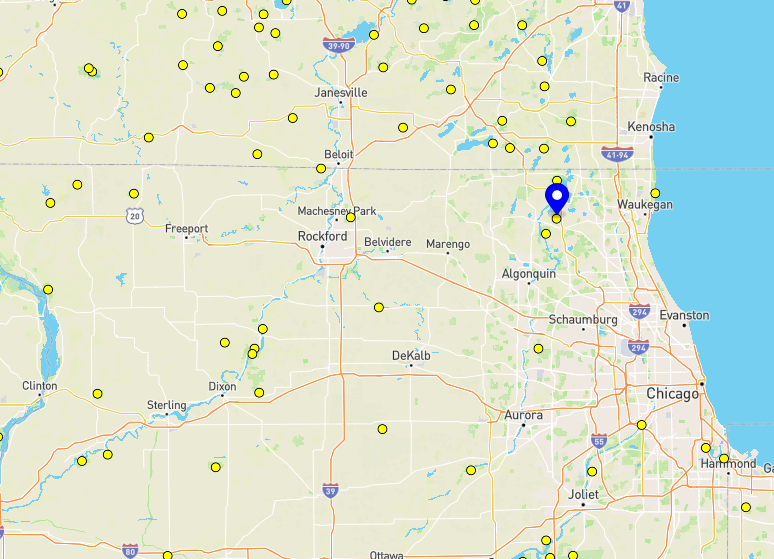 41
39-90
Racine
Janesville
Kenosha
Beloit
41-94
20
Machesney Park
Waukegan
Freeport
Rockford
Belvidere
Marengo
Algonquin
294
Schaumburg
Evanston
294
DeKalb
Clinton
Dixon
Chicago
Sterling
Aurora
55
Hammond
Ga
39
Joliet
80
Ottawa